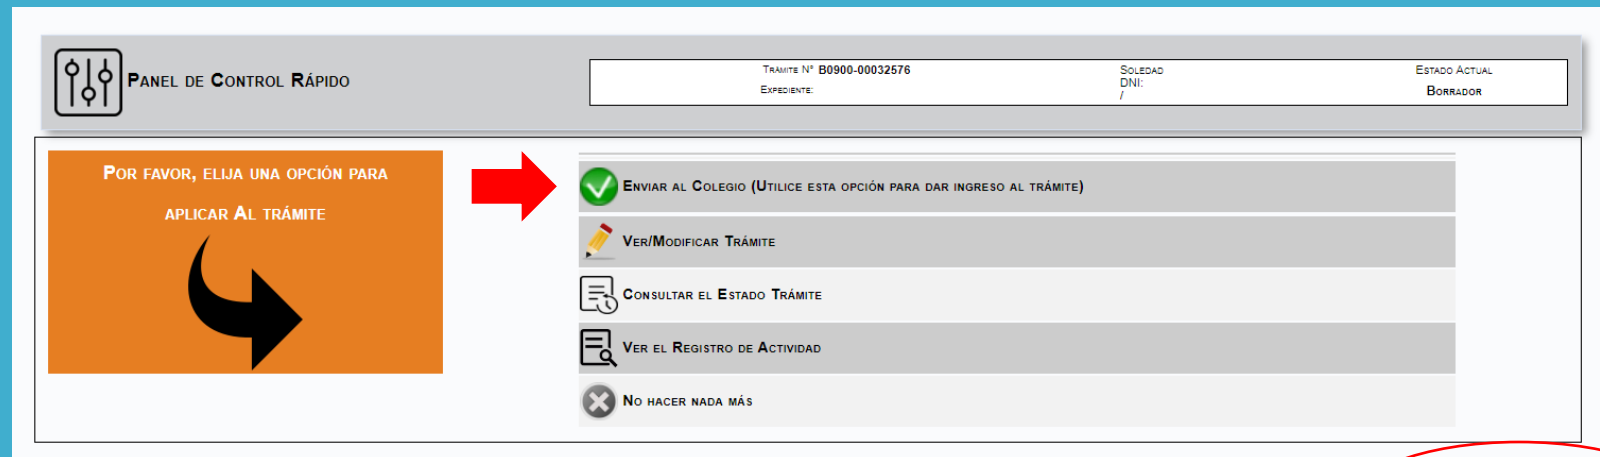 Panel de Control Rápido
Trámite N° B0900-00032576
Expediente:
Soledad
DNI:
/
Estado Actual
Borrador
Por favor, elija una opción para
aplicar Al trámite
Enviar al Colegio (Utilice esta opción para dar ingreso al trámite)
Ver/Modificar Trámite
Consultar el Estado Trámite
Ver el Registro de Actividad
No hacer nada más